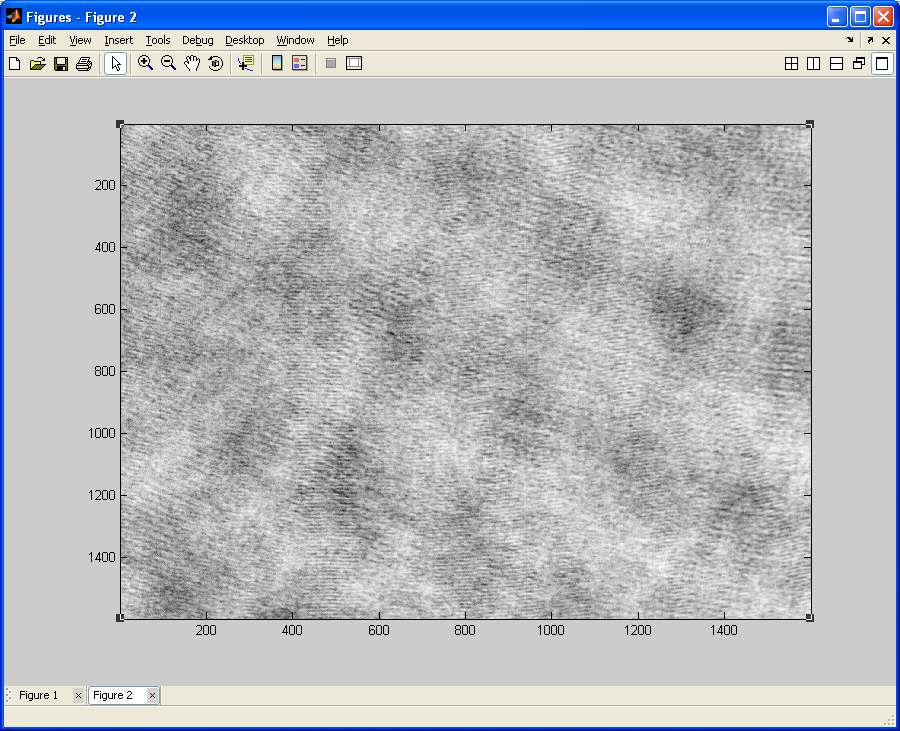 Figures - Figure 2
File Edit View Insert Tools Debug Desktop Window Help
200
400
600
800
1000
1200
1400
200 400 600 800 1000 1200 1400
Figure 1 Figure 2